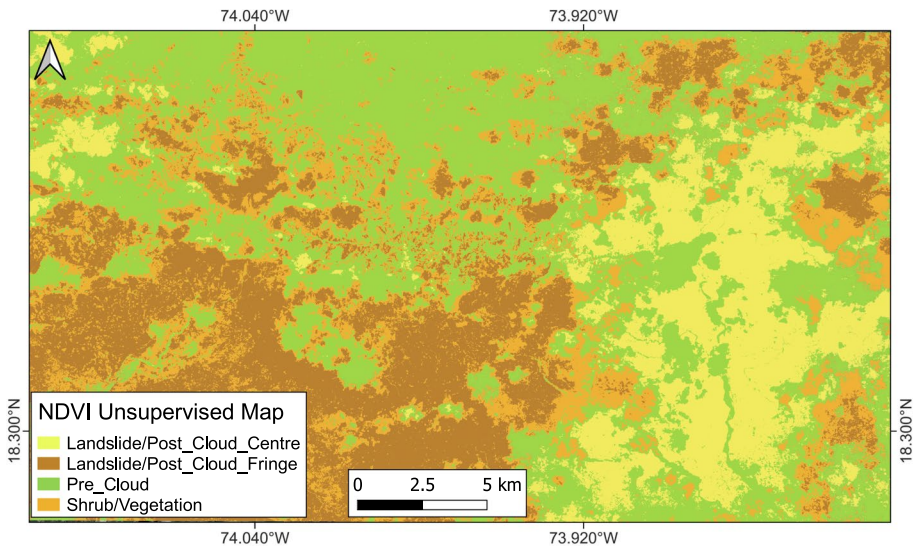 74.040°W
73.920°W
NDVI Unsupervised Map
Landslide/Post_Cloud_Centre
Landslide/Post_Cloud_Fringe
Pre_Cloud
Shrub/Vegetation
0 2.5 5 km
18.300°N
18.300°N
74.040°W
73.920°W